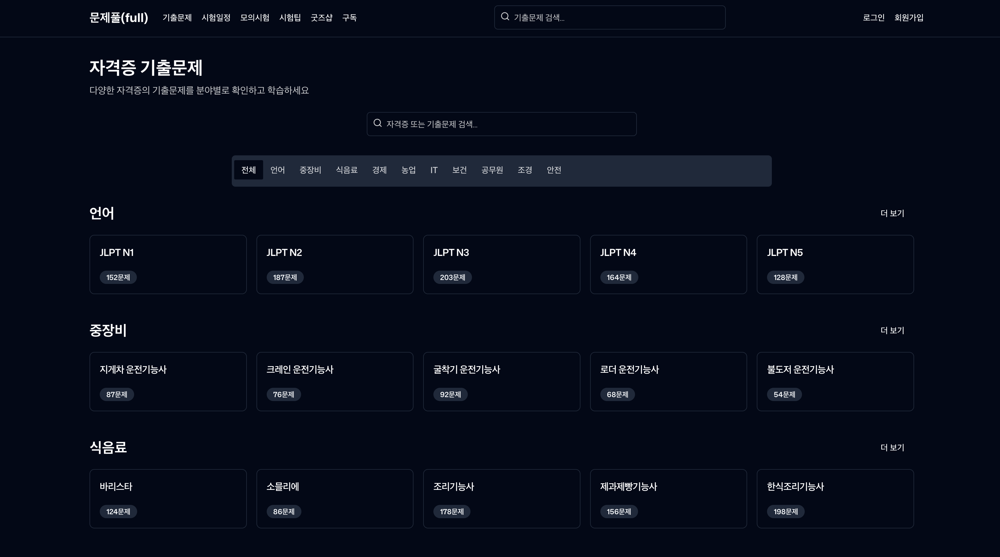 문제풀(full) 기출문제 시험일정 모의시험 시험팁 굿즈샵 구독 기출문제 검색... 로그인 회원가입
자격증 기출문제
다양한 자격증의 기출문제를 분야별로 확인하고 학습하세요
자격증 또는 기출문제 검색...
전체 언어 중장비 식음료 경제 농업 IT 보건 공무원 조경 안전
언어 더 보기
JLPT N1 JLPT N2 JLPT N3 JLPT N4 JLPT N5
152문제 187문제 203문제 164문제 128문제
중장비 더 보기
지게차 운전기능사 크레인 운전기능사 굴착기 운전기능사 로더 운전기능사 불도저 운전기능사
87문제 76문제 92문제 68문제 54문제
식음료 더 보기
바리스타 소믈리에 조리기능사 제과제빵기능사 한식조리기능사
124문제 86문제 178문제 156문제 198문제